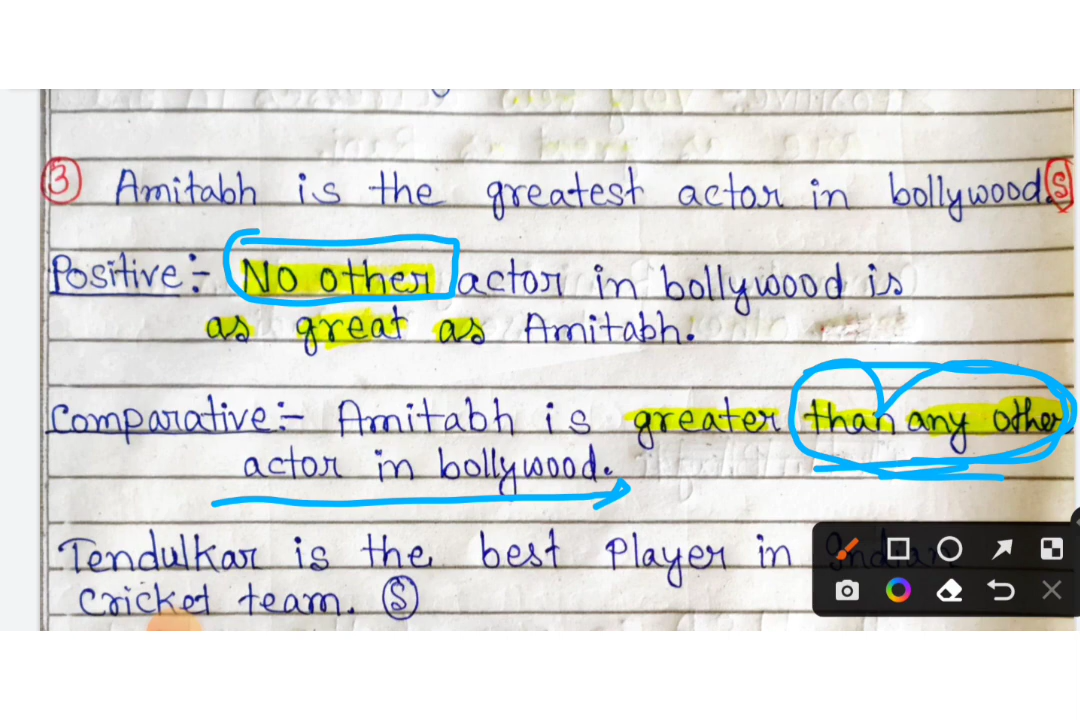 ③ Amitabh is the greatest actor in bollywood. Ⓢ
Positive:- No other actor in bollywood is
as great as Amitabh.
Comparative:- Amitabh is greater than any other
actor in bollywood.
Tendulkar is the best Player in Indian
cricket team. Ⓢ